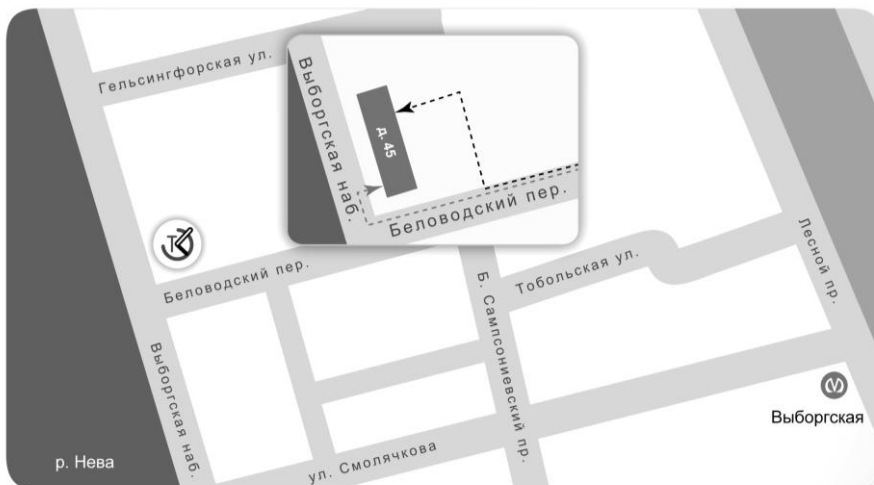 Гельсингфорская ул.
Выборгская наб.
д. 45
Беловодский пер.
Т
Беловодский пер.
Б. Сампсониевский пр.
Тобольская ул.
Лесной пр.
Выборгская наб.
Выборгская
ул. Смолячкова
р. Нева